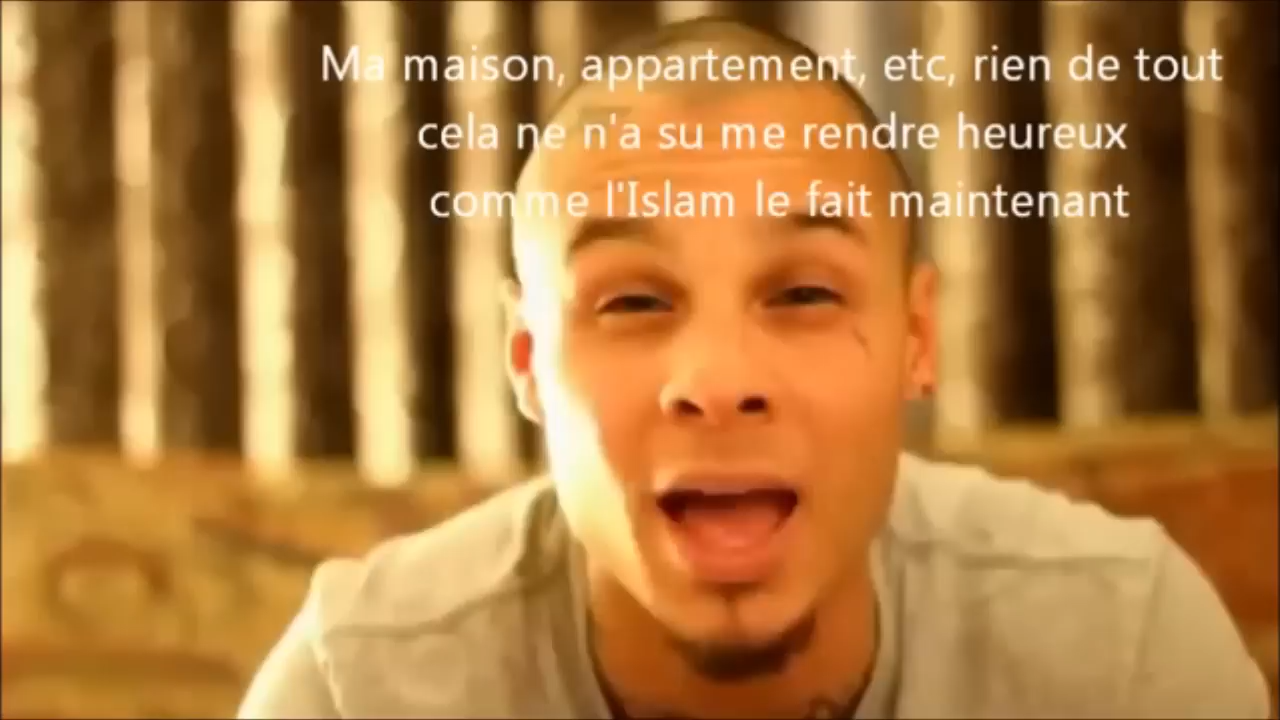 Ma maison, appartement, etc, rien de tout
cela ne n'a su me rendre heureux
comme l'Islam le fait maintenant